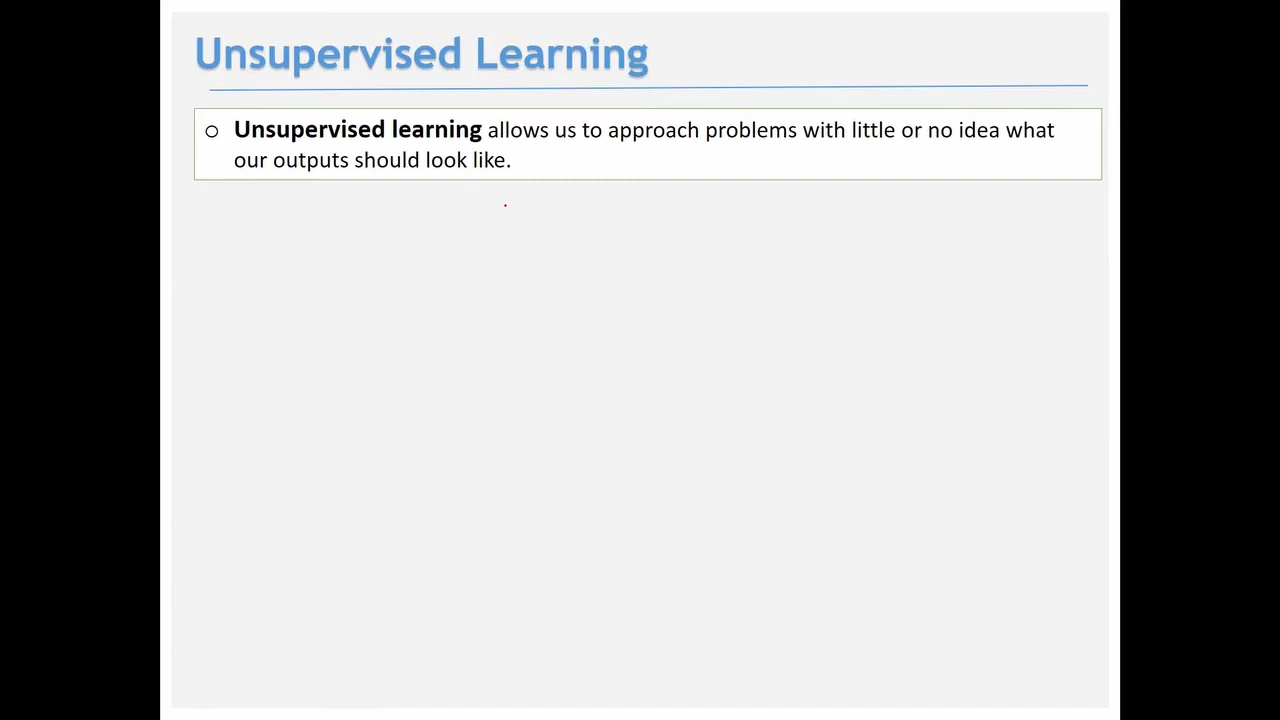 Unsupervised Learning
○ Unsupervised learning allows us to approach problems with little or no idea what
our outputs should look like.